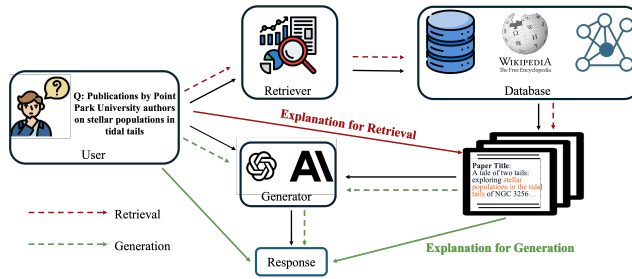 Q: Publications by Point
Park University authors
on stellar populations in
tidal tails
User
Retriever
WIKIPEDIA
The Free Encyclopedia
Database
Explanation for Retrieval
Generator
Paper Title:
A tale of two tails:
exploring stellar
populations in the tidal
tails of NGC 3256...
Retrieval
Generation
Response
Explanation for Generation